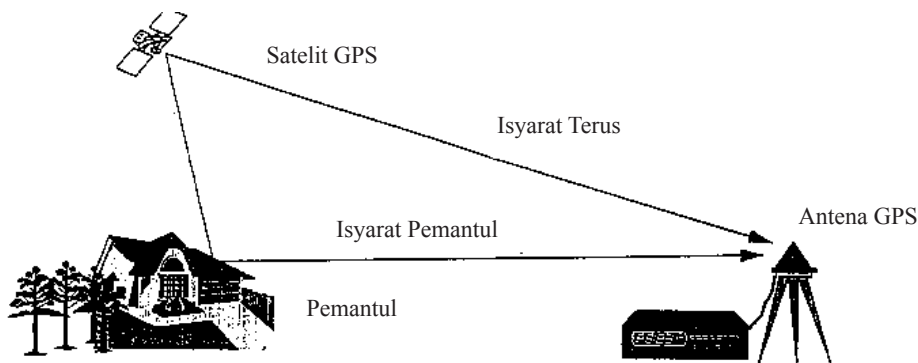 Satelit GPS
Isyarat Terus
Antena GPS
Isyarat Pemantul
Pemantul